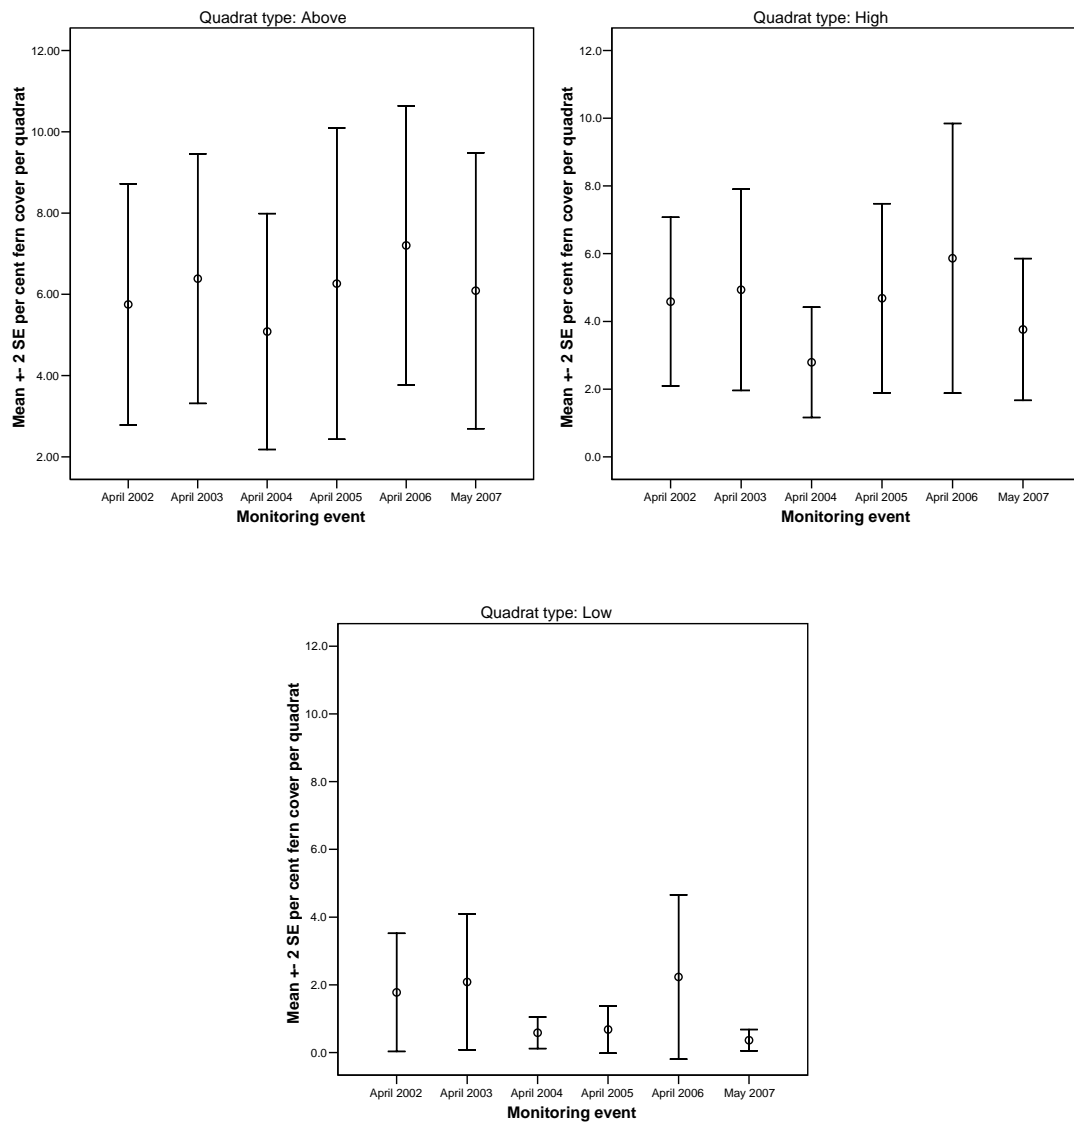 Quadrat type: Above
Mean +- 2 SE per cent fern cover per quadrat
12.00
10.00
8.00
6.00
4.00
2.00
April 2002 April 2003 April 2004 April 2005 April 2006 May 2007
Monitoring event
Quadrat type: High
Mean +- 2 SE per cent fern cover per quadrat
12.0
10.0
8.0
6.0
4.0
2.0
0.0
April 2002 April 2003 April 2004 April 2005 April 2006 May 2007
Monitoring event
Quadrat type: Low
Mean +- 2 SE per cent fern cover per quadrat
12.0
10.0
8.0
6.0
4.0
2.0
0.0
April 2002 April 2003 April 2004 April 2005 April 2006 May 2007
Monitoring event